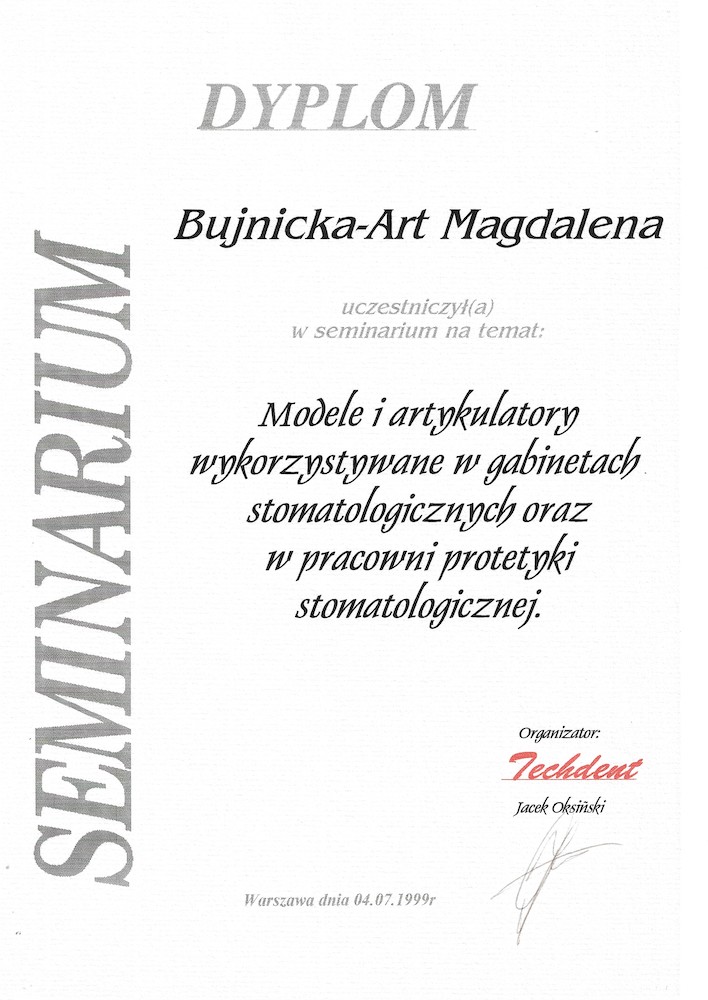 DYPLOM
Bujnicka-Art Magdalena
uczestniczył(a)
w seminarium na temat:
Modele i artykulatory
wykorzystywane w gabinetach
stomatologicznych oraz
w pracowni protetyki
stomatologicznej.
SEMINARIUM
Organizator:
Techdent
Jacek Oksiński
Warszawa dnia 04.07.1999r